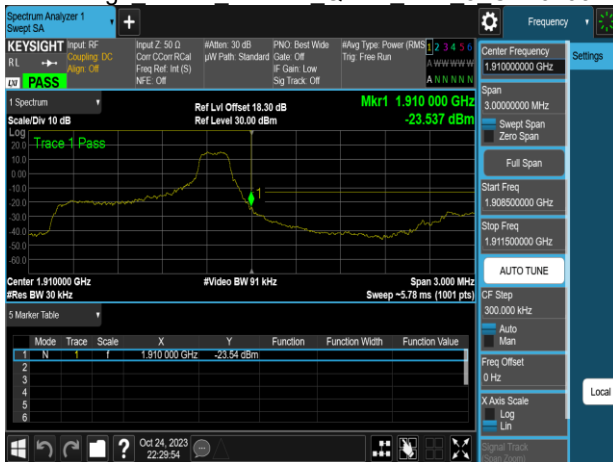 Spectrum Analyzer 1
Swept SA
+
Frequency
KEYSIGHT
RL
PASS
Input: RF
Coupling: DC
Align: Off
Input Z: 50 Ω
Corr CCorr RCal
Freq Ref: Int (S)
NFE: Off
#Atten: 30 dB
µW Path: Standard
PNO: Best Wide
Gate: Off
IF Gain: Low
Sig Track: Off
#Avg Type: Power (RMS
Trig: Free Run
1 2 3 4 5 6
A W W W W W
A N N N N N
1 Spectrum
Scale/Div 10 dB
Ref Lvl Offset 18.30 dB
Ref Level 30.00 dBm
Mkr1 1.910 000 GHz
-23.537 dBm
Log
Trace 1 Pass
20.0
10.0
0.00
-10.0
-20.0
-30.0
-40.0
-50.0
-60.0
1
Center 1.910000 GHz
#Res BW 30 kHz
#Video BW 91 kHz
Span 3.000 MHz
Sweep ~5.78 ms (1001 pts)
5 Marker Table
Mode Trace Scale X Y Function Function Width Function Value
1 N 1 f 1.910 000 GHz -23.54 dBm
2
3
4
5
6
Center Frequency
1.910000000 GHz
Settings
Span
3.00000000 MHz
Swept Span
Zero Span
Full Span
Start Freq
1.908500000 GHz
Stop Freq
1.911500000 GHz
AUTO TUNE
CF Step
300.000 kHz
Auto
Man
Freq Offset
0 Hz
X Axis Scale
Log
Lin
Local
Signal Track
(Span Zoom)
?
Oct 24, 2023
22:29:54